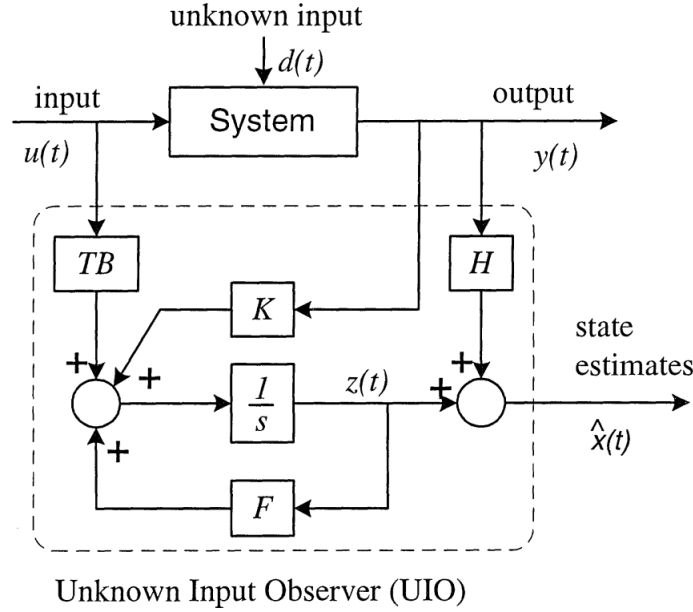 unknown input
d(t)
input
System
output
u(t)
y(t)
TB
H
K
+
+
+
1
s
z(t)
+
+
state
estimates
x̂(t)
F
Unknown Input Observer (UIO)